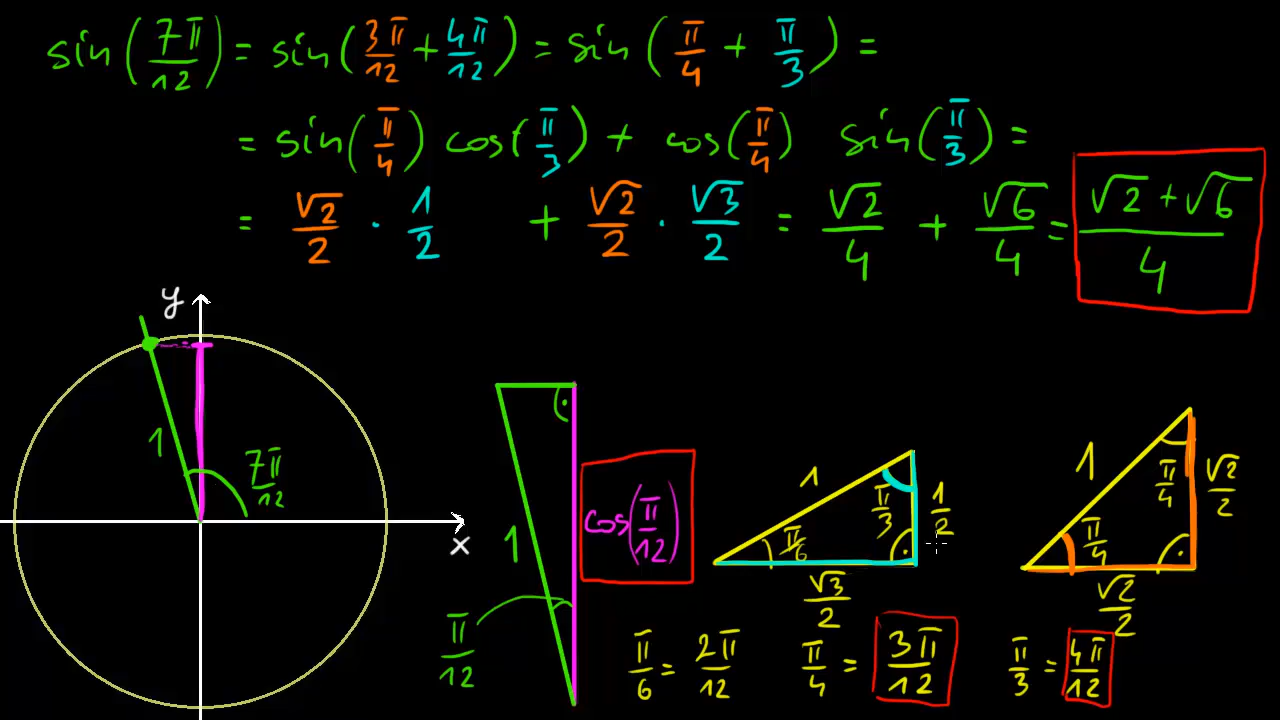 sin(7π/12) = sin(3π/12 + 4π/12) = sin(π/4 + π/3) =
= sin(π/4) cos(π/3) + cos(π/4) sin(π/3) =
= √2/2 · 1/2 + √2/2 · √3/2 = √2/4 + √6/4 = (√2 + √6)/4
y
1
7π/12
x
1
cos(π/12)
π/12
1
π/3
1/2
π/6
√3/2
1
π/4
√2/2
π/4
√2/2
π/6 = 2π/12
π/4 = 3π/12
π/3 = 4π/12